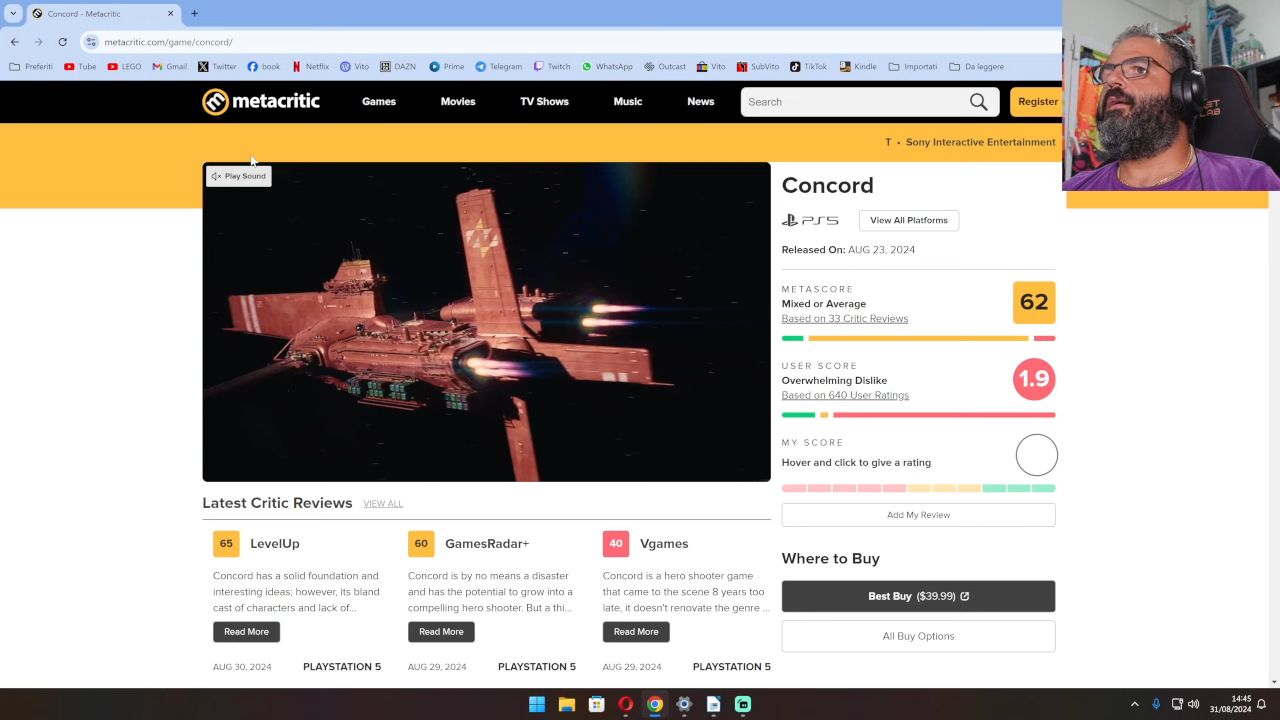 Concord - Metacritic
metacritic.com/game/concord/
Preferiti Tube LEGO Gmail Twitter book Netflix Vito DAZN Prime Telegram Twitch WhatsApp Outcast Vito SubVito TikTok Kindle Importati Da leggere
metacritic Games Movies TV Shows Music News Search Register
T • Sony Interactive Entertainment
Play Sound
Concord
PS5 View All Platforms
Released On: AUG 23, 2024
METASCORE
Mixed or Average
62
Based on 33 Critic Reviews
USER SCORE
Overwhelming Dislike
1.9
Based on 640 User Ratings
MY SCORE
Hover and click to give a rating
Add My Review
Where to Buy
Best Buy ($39.99)
All Buy Options
Latest Critic Reviews VIEW ALL
65 LevelUp
Concord has a solid foundation and
interesting ideas; however, its bland
cast of characters and lack of...
Read More
AUG 30, 2024 PLAYSTATION 5
60 GamesRadar+
Concord is by no means a disaster
and has the potential to grow into a
compelling hero shooter. But a thi...
Read More
AUG 29, 2024 PLAYSTATION 5
40 Vgames
Concord is a hero shooter game
that came to the scene 8 years too
late, it doesn't renovate the genre ...
Read More
AUG 29, 2024 PLAYSTATION 5
14:45
31/08/2024